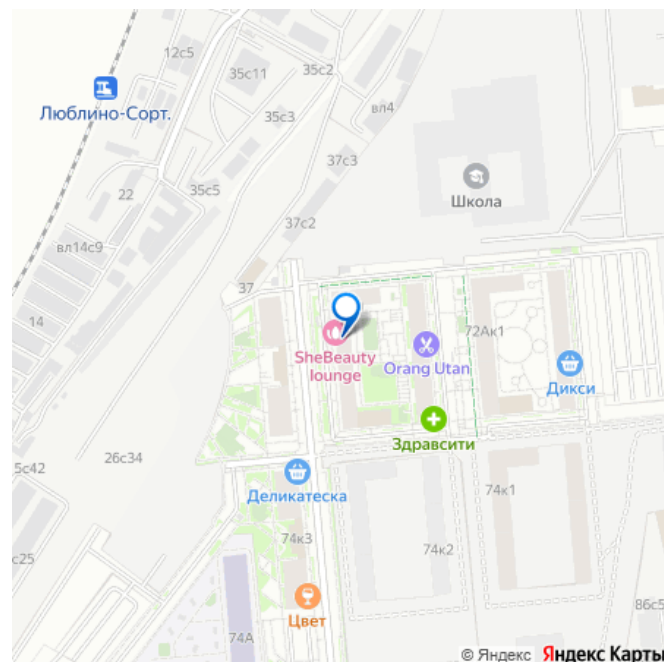 12с5
35с2
35с11
Люблино-Сорт.
35с3
вл4
37с3
22
35с5
Школа
37с2
вл14с9
37
14
72Ак1
SheBeauty
lounge
Orang Utan
Дикси
Здравсити
26с34
5с42
Деликатеска
74к1
74к3
74к2
с25
Цвет
86с5
74А
© Яндекс Яндекс Карты